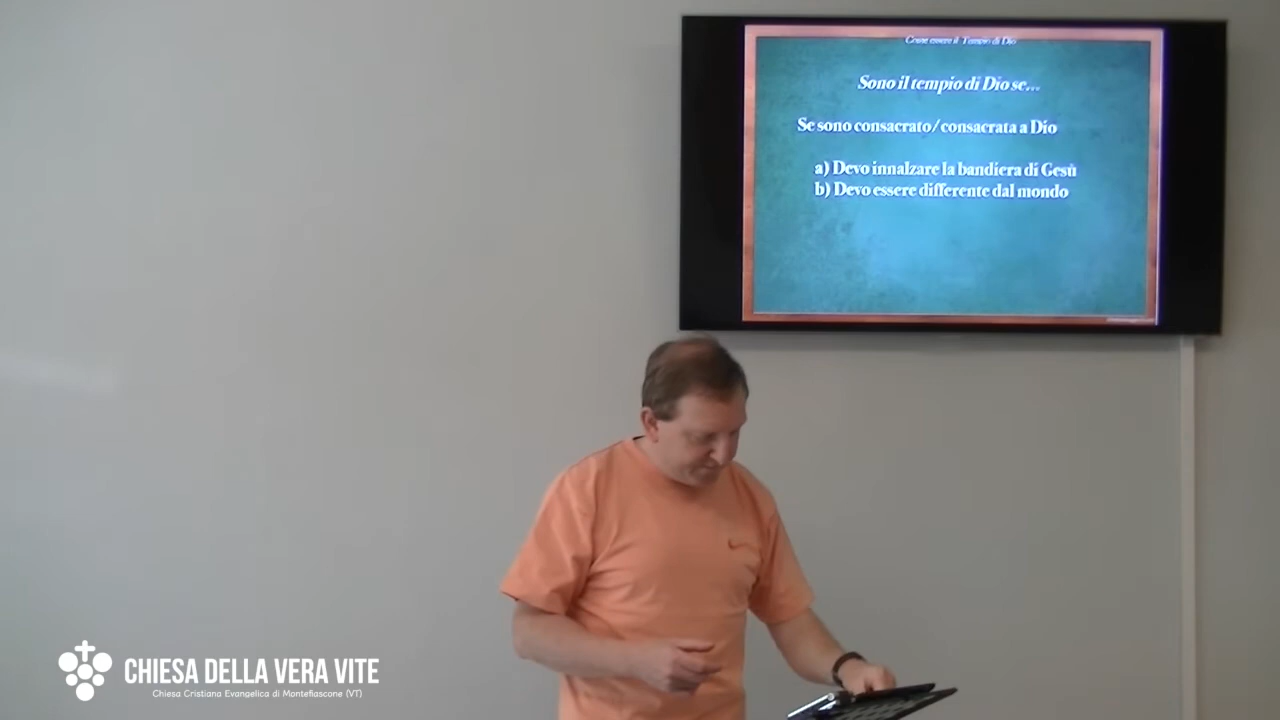 Come essere il Tempio di Dio
Sono il tempio di Dio se...
Se sono consacrato/consacrata a Dio
a) Devo innalzare la bandiera di Gesù
b) Devo essere differente dal mondo
CHIESA DELLA VERA VITE
Chiesa Cristiana Evangelica di Montefiascone (VT)